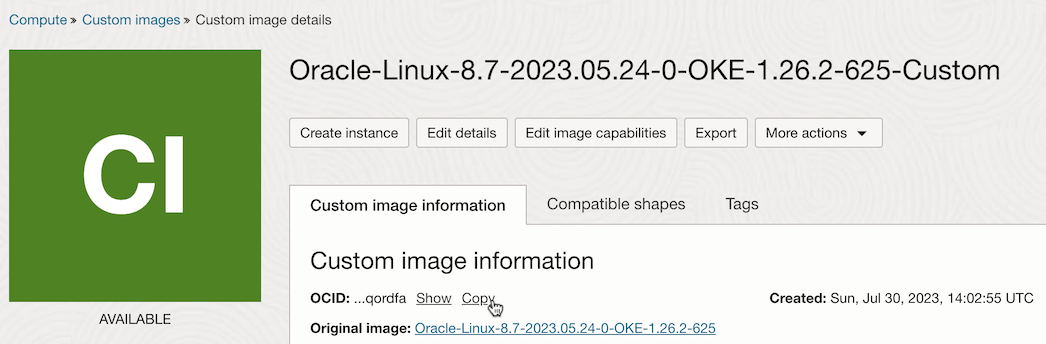 Compute » Custom images » Custom image details
CI
AVAILABLE
Oracle-Linux-8.7-2023.05.24-0-OKE-1.26.2-625-Custom
Create instance Edit details Edit image capabilities Export More actions
Custom image information Compatible shapes Tags
Custom image information
OCID: ...qordfa Show Copy Created: Sun, Jul 30, 2023, 14:02:55 UTC
Original image: Oracle-Linux-8.7-2023.05.24-0-OKE-1.26.2-625